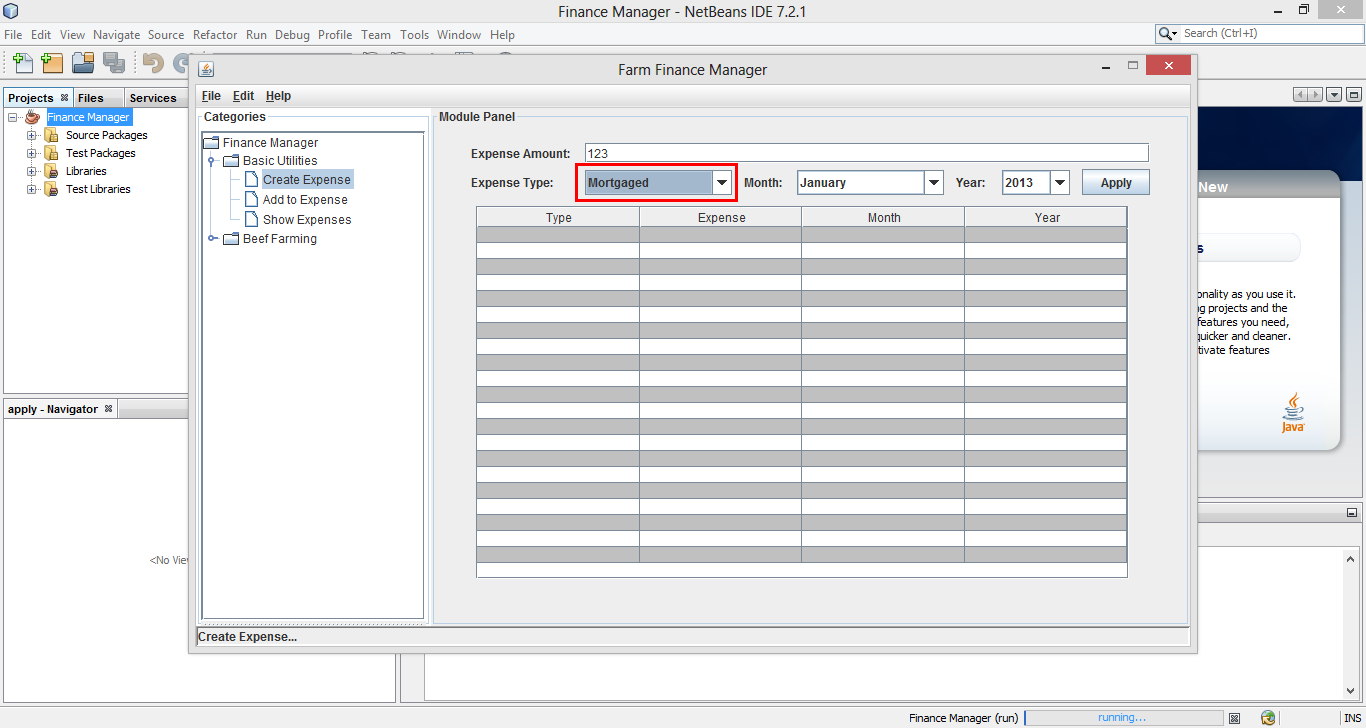 Finance Manager - NetBeans IDE 7.2.1
File Edit View Navigate Source Refactor Run Debug Profile Team Tools Window Help
Search (Ctrl+I)
Farm Finance Manager
Projects Files Services
File Edit Help
Finance Manager
Source Packages
Test Packages
Libraries
Test Libraries
Categories
Finance Manager
Basic Utilities
Create Expense
Add to Expense
Show Expenses
Beef Farming
Module Panel
Expense Amount: 123
Expense Type: Mortgaged Month: January Year: 2013 Apply
Type Expense Month Year
New
s
onality as you use it.
g projects and the
features you need,
quicker and cleaner.
tivate features
Java
apply - Navigator
<No Vie
Create Expense...
Finance Manager (run) running... INS